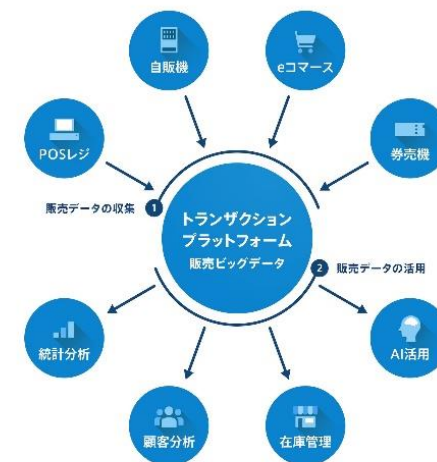 自販機
eコマース
POSレジ
券売機
販売データの収集 1
トランザクション
プラットフォーム
販売ビッグデータ
2 販売データの活用
統計分析
AI活用
顧客分析
在庫管理